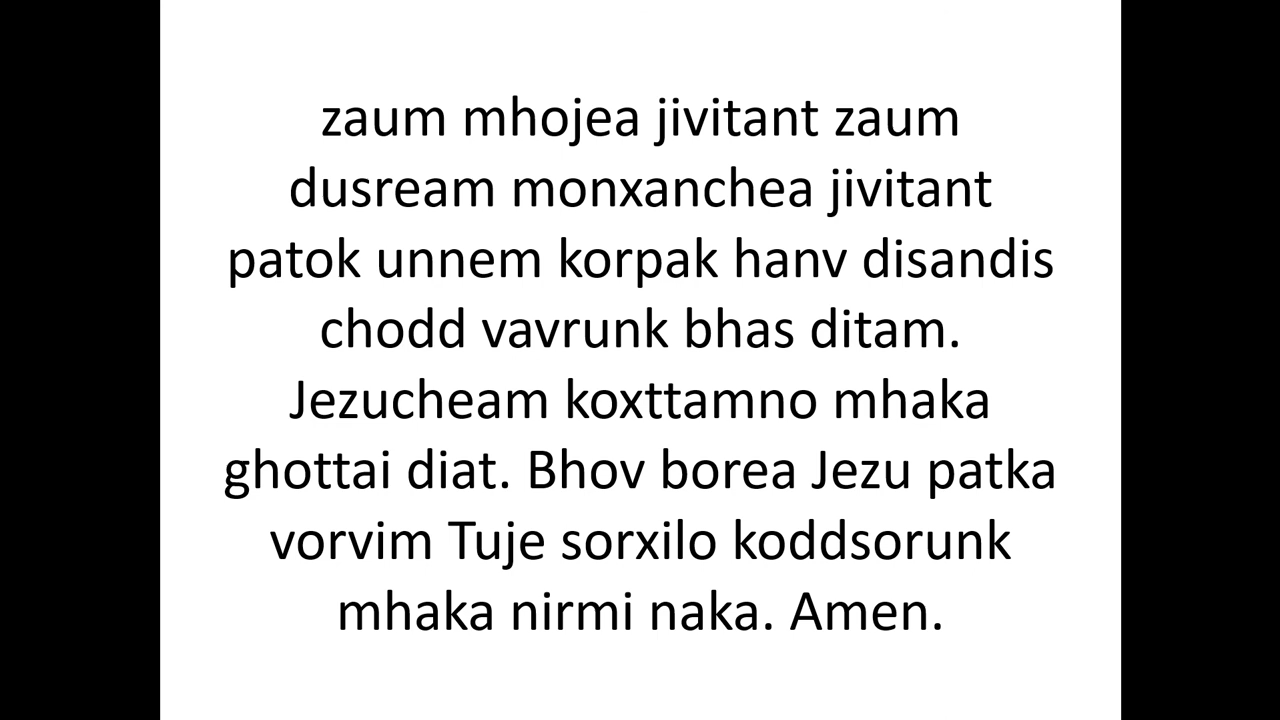 zaum mhojea jivitant zaum
dusream monxanchea jivitant
patok unnem korpak hanv disandis
chodd vavrunk bhas ditam.
Jezucheam koxttamno mhaka
ghottai diat. Bhov borea Jezu patka
vorvim Tuje sorxilo koddsorunk
mhaka nirmi naka. Amen.